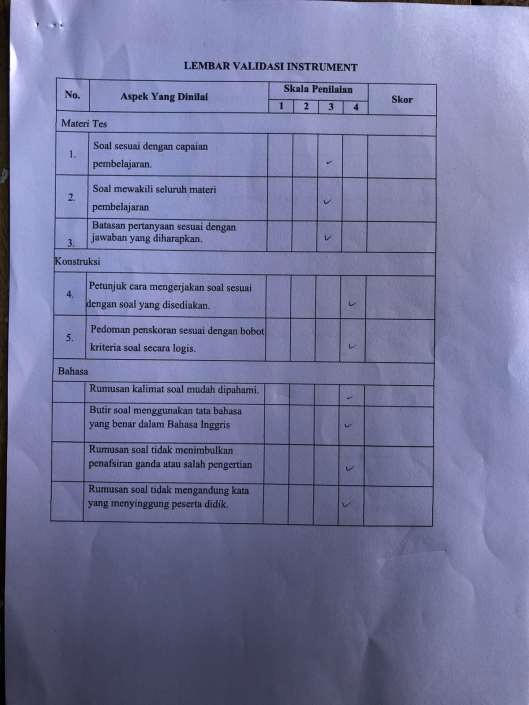 LEMBAR VALIDASI INSTRUMENT
No. Aspek Yang Dinilai Skala Penilaian Skor
1 2 3 4
Materi Tes
1. Soal sesuai dengan capaian
pembelajaran. ✓
2. Soal mewakili seluruh materi
pembelajaran ✓
Batasan pertanyaan sesuai dengan
3. jawaban yang diharapkan. ✓
Konstruksi
4. Petunjuk cara mengerjakan soal sesuai
dengan soal yang disediakan. ✓
5. Pedoman penskoran sesuai dengan bobot
kriteria soal secara logis. ✓
Bahasa
Rumusan kalimat soal mudah dipahami. ✓
Butir soal menggunakan tata bahasa
yang benar dalam Bahasa Inggris ✓
Rumusan soal tidak menimbulkan
penafsiran ganda atau salah pengertian ✓
Rumusan soal tidak mengandung kata
yang menyinggung peserta didik. ✓